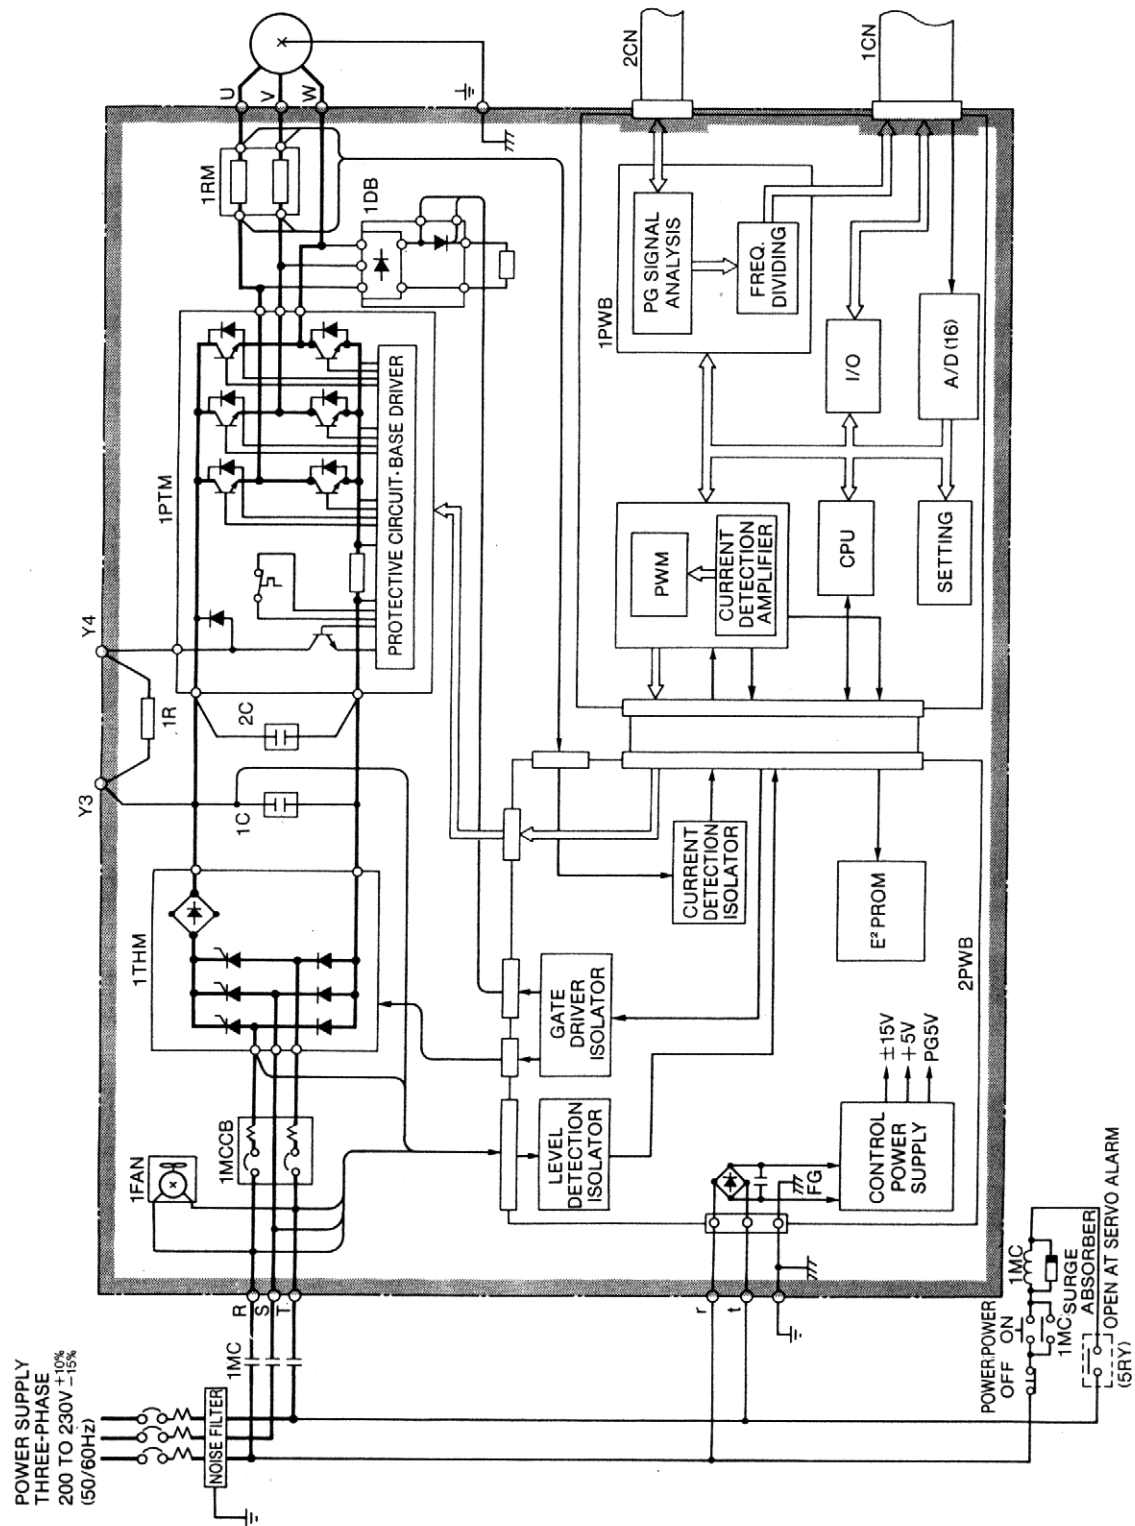 POWER SUPPLY
THREE-PHASE
200 TO 230V +10%
-15%
(50/60Hz)
NOISE FILTER
1MC
R
S
T
1FAN
1MCCB
1THM
Y3
Y4
1R
1C
2C
1PTM
PROTECTIVE CIRCUIT·BASE DRIVER
1RM
1DB
U
V
W
2CN
1CN
1PWB
PG SIGNAL
ANALYSIS
FREQ.
DIVIDING
I/O
A/D (16)
PWM
CURRENT
DETECTION
AMPLIFIER
CPU
SETTING
CURRENT
DETECTION
ISOLATOR
E² PROM
2PWB
GATE
DRIVER
ISOLATOR
LEVEL
DETECTION
ISOLATOR
±15V
+5V
PG5V
CONTROL
POWER
SUPPLY
FG
r
t
POWER
OFF
POWER
ON
1MC
1MC
SURGE
ABSORBER
OPEN AT SERVO ALARM
(5RY)